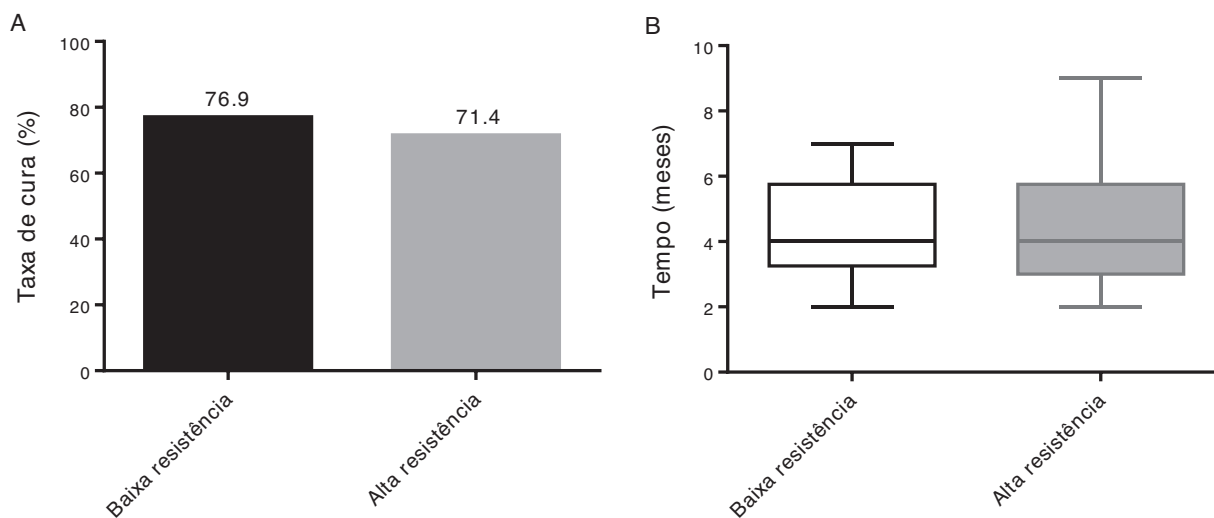 A
Taxa de cura (%)
100
80
60
40
20
0
76.9
71.4
Baixa resistência
Alta resistência
B
Tempo (meses)
10
8
6
4
2
0
Baixa resistência
Alta resistência